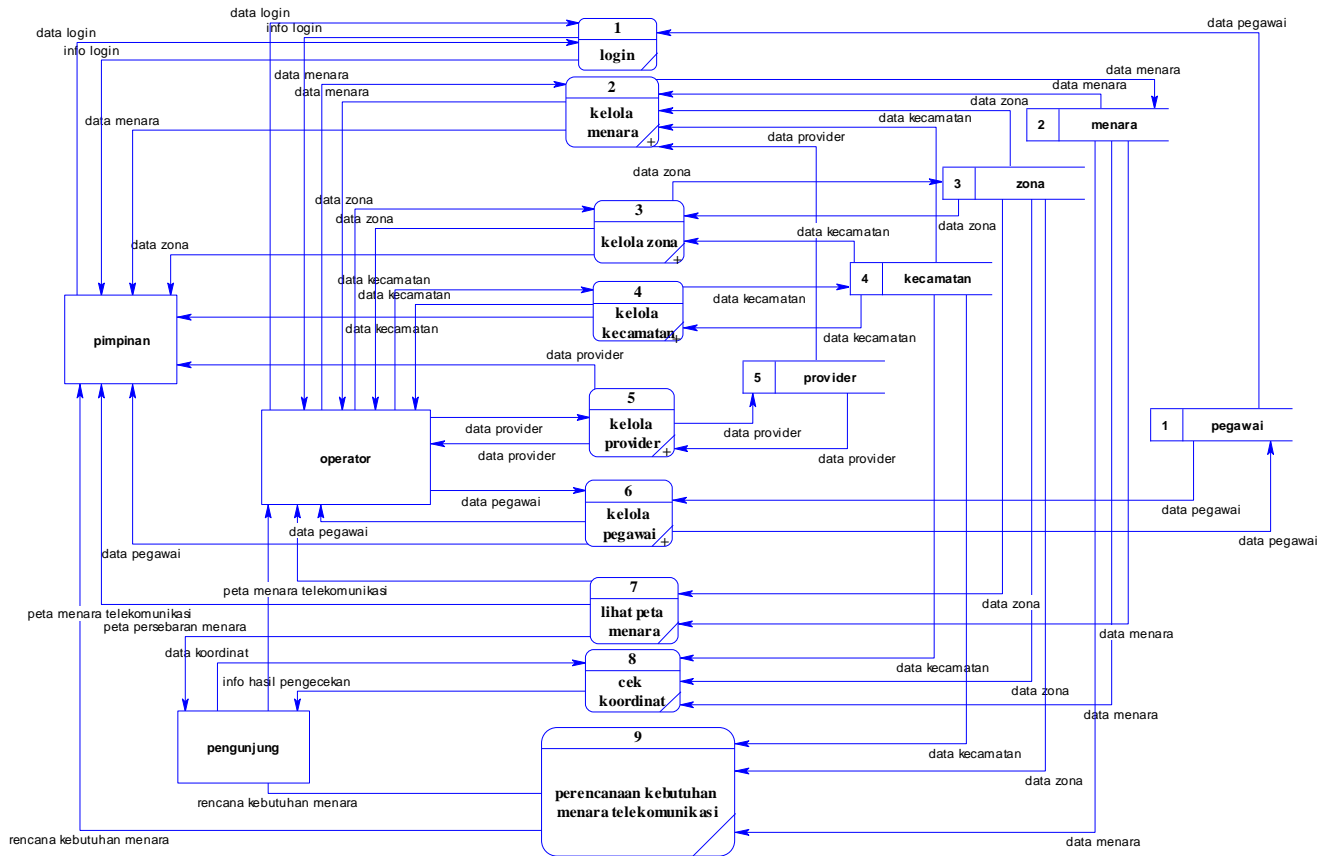 data login
info login
data login
info login
1
login
data pegawai
data menara
data menara
data menara
2
kelola
menara
data menara
data menara
data zona
data kecamatan
data provider
2 menara
3 zona
data zona
data zona
data zona
data zona
3
kelola zona
data zona
data kecamatan
4 kecamatan
data kecamatan
data kecamatan
data kecamatan
4
kelola
kecamatan
data kecamatan
data kecamatan
pimpinan
data provider
5
kelola
provider
5 provider
data provider
data provider
data provider
data provider
operator
1 pegawai
data pegawai
data pegawai
data pegawai
6
kelola
pegawai
data pegawai
data pegawai
peta menara telekomunikasi
peta menara telekomunikasi
peta persebaran menara
7
lihat peta
menara
data zona
data menara
data koordinat
info hasil pengecekan
8
cek
koordinat
data kecamatan
data zona
data menara
pengunjung
9
perencanaan kebutuhan
menara telekomunikasi
data kecamatan
data zona
data menara
rencana kebutuhan menara
rencana kebutuhan menara